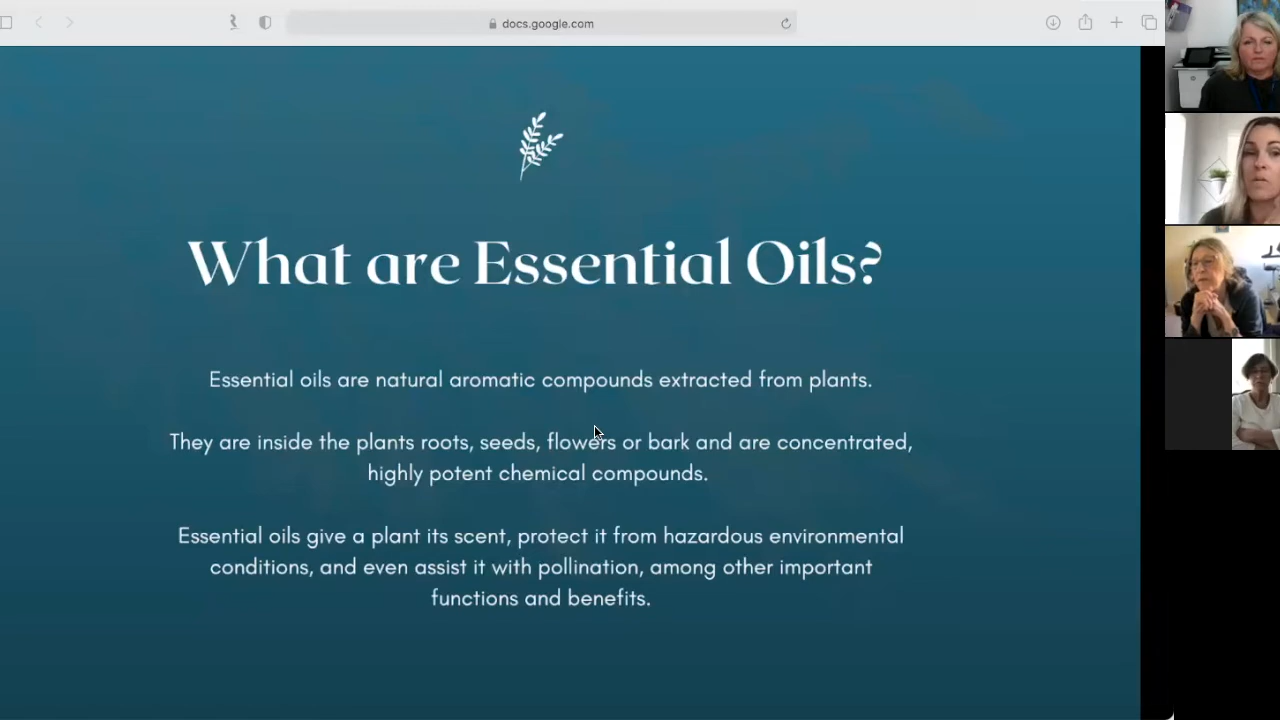 docs.google.com
What are Essential Oils?
Essential oils are natural aromatic compounds extracted from plants.
They are inside the plants roots, seeds, flowers or bark and are concentrated,
highly potent chemical compounds.
Essential oils give a plant its scent, protect it from hazardous environmental
conditions, and even assist it with pollination, among other important
functions and benefits.